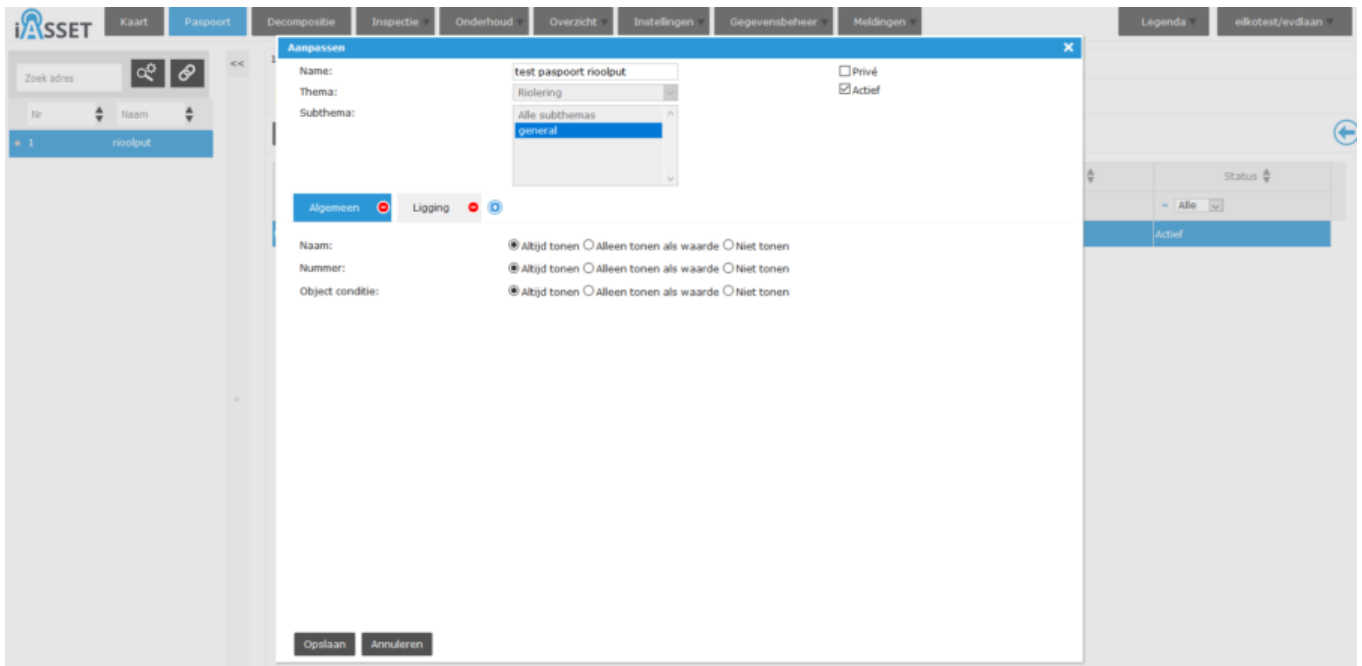 iASSET Kaart Paspoort Decompositie Inspectie Onderhoud Overzicht Instellingen Gegevensbeheer Meldingen Legenda eilkotest/evdlaan
Aanpassen
<<
1
Name: test paspoort rioolput Privé
Zoek adres
Thema: Riolering Actief
Nr Naam
Subthema: Alle subthemas
general
1 rioolput
Status
Algemeen Ligging
= Alle
Actief
Naam: Altijd tonen Alleen tonen als waarde Niet tonen
Nummer: Altijd tonen Alleen tonen als waarde Niet tonen
Object conditie: Altijd tonen Alleen tonen als waarde Niet tonen
Opslaan Annuleren